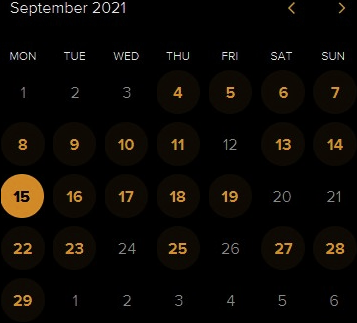 September 2021 < >
MON TUE WED THU FRI SAT SUN
1 2 3 4 5 6 7
8 9 10 11 12 13 14
15 16 17 18 19 20 21
22 23 24 25 26 27 28
29 1 2 3 4 5 6